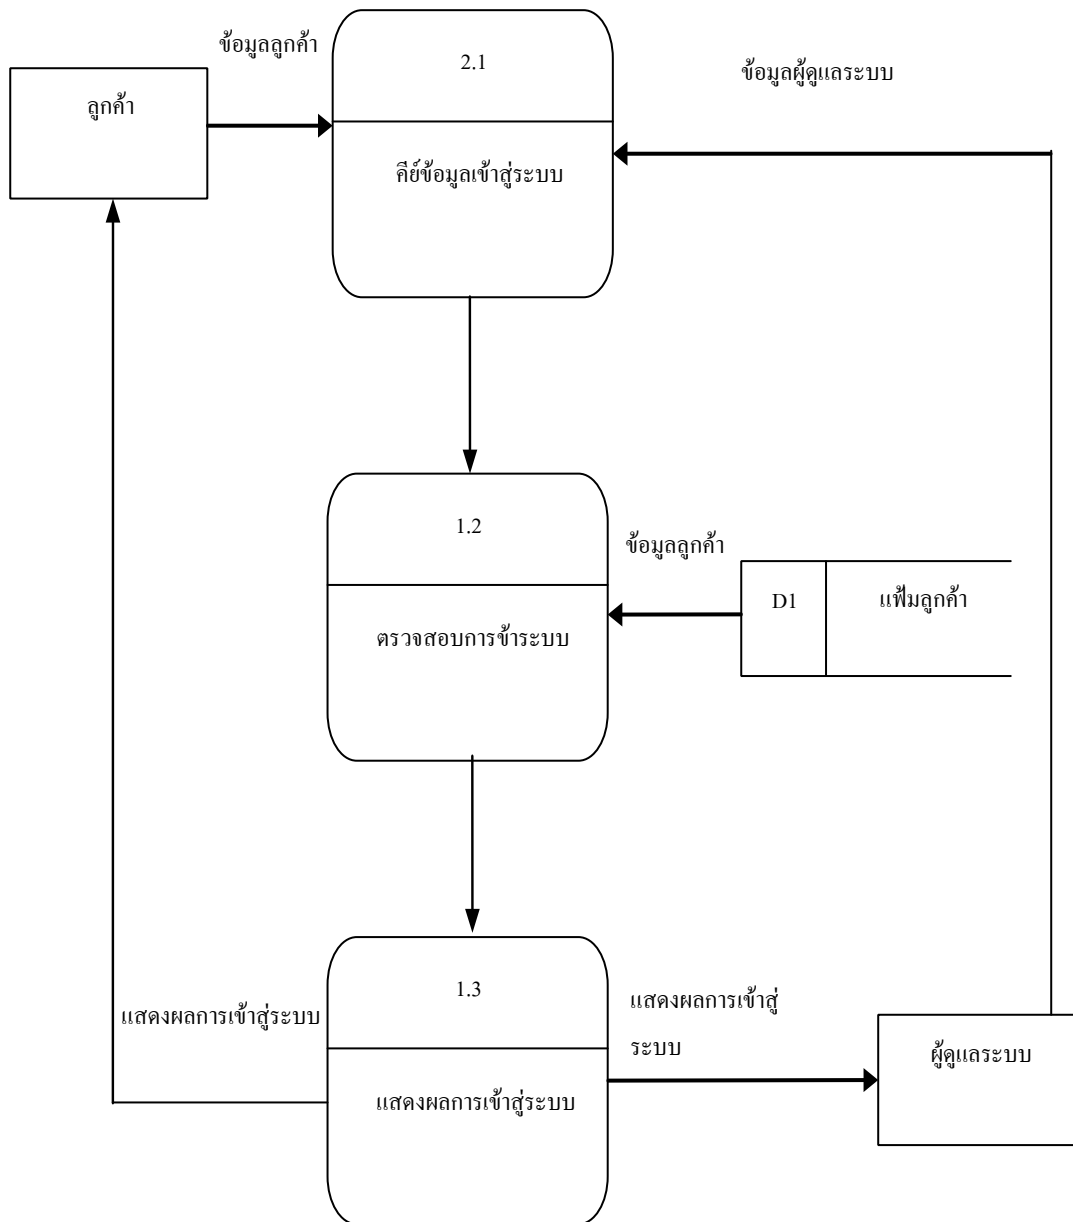 ข้อมูลลูกค้า
2.1
ข้อมูลผู้ดูแลระบบ
ลูกค้า
คีย์ข้อมูลเข้าสู่ระบบ
1.2
ข้อมูลลูกค้า
D1
แฟ้มลูกค้า
ตรวจสอบการข้าระบบ
1.3
แสดงผลการเข้าสู่ระบบ
แสดงผลการเข้าสู่
ระบบ
ผู้ดูแลระบบ
แสดงผลการเข้าสู่ระบบ